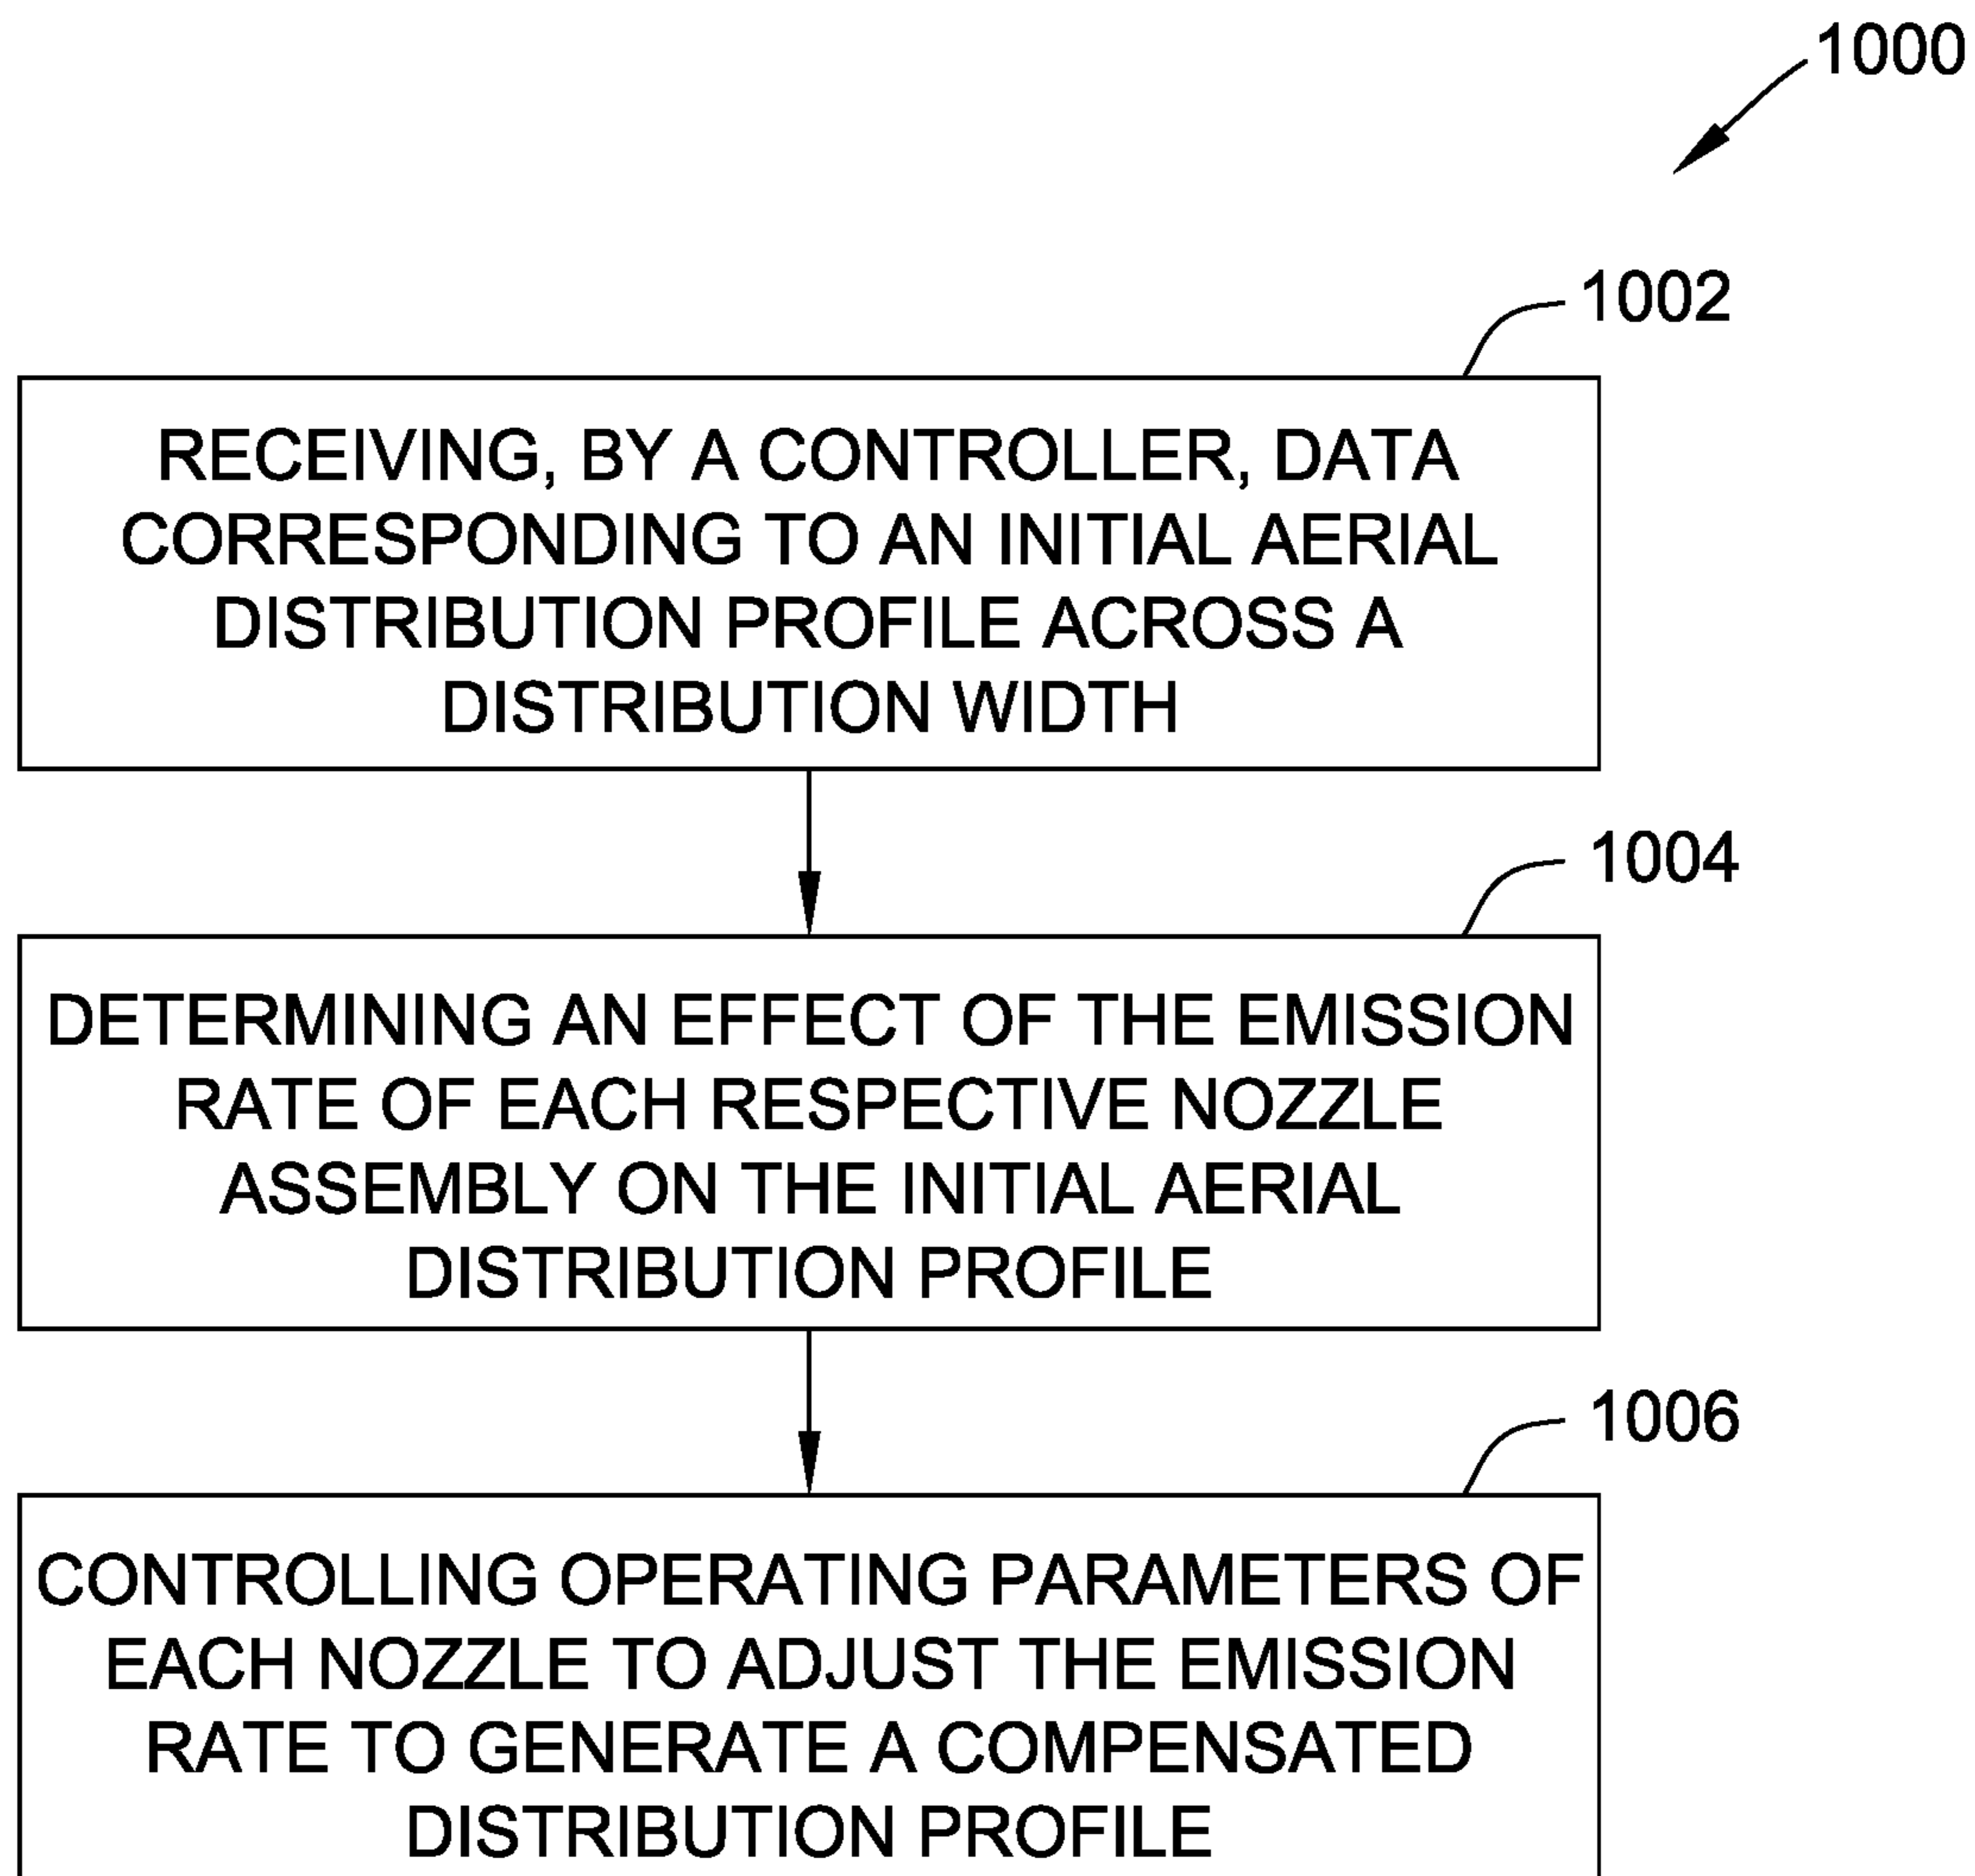 1000
1002
RECEIVING, BY A CONTROLLER, DATA
CORRESPONDING TO AN INITIAL AERIAL
DISTRIBUTION PROFILE ACROSS A
DISTRIBUTION WIDTH
1004
DETERMINING AN EFFECT OF THE EMISSION
RATE OF EACH RESPECTIVE NOZZLE
ASSEMBLY ON THE INITIAL AERIAL
DISTRIBUTION PROFILE
1006
CONTROLLING OPERATING PARAMETERS OF
EACH NOZZLE TO ADJUST THE EMISSION
RATE TO GENERATE A COMPENSATED
DISTRIBUTION PROFILE